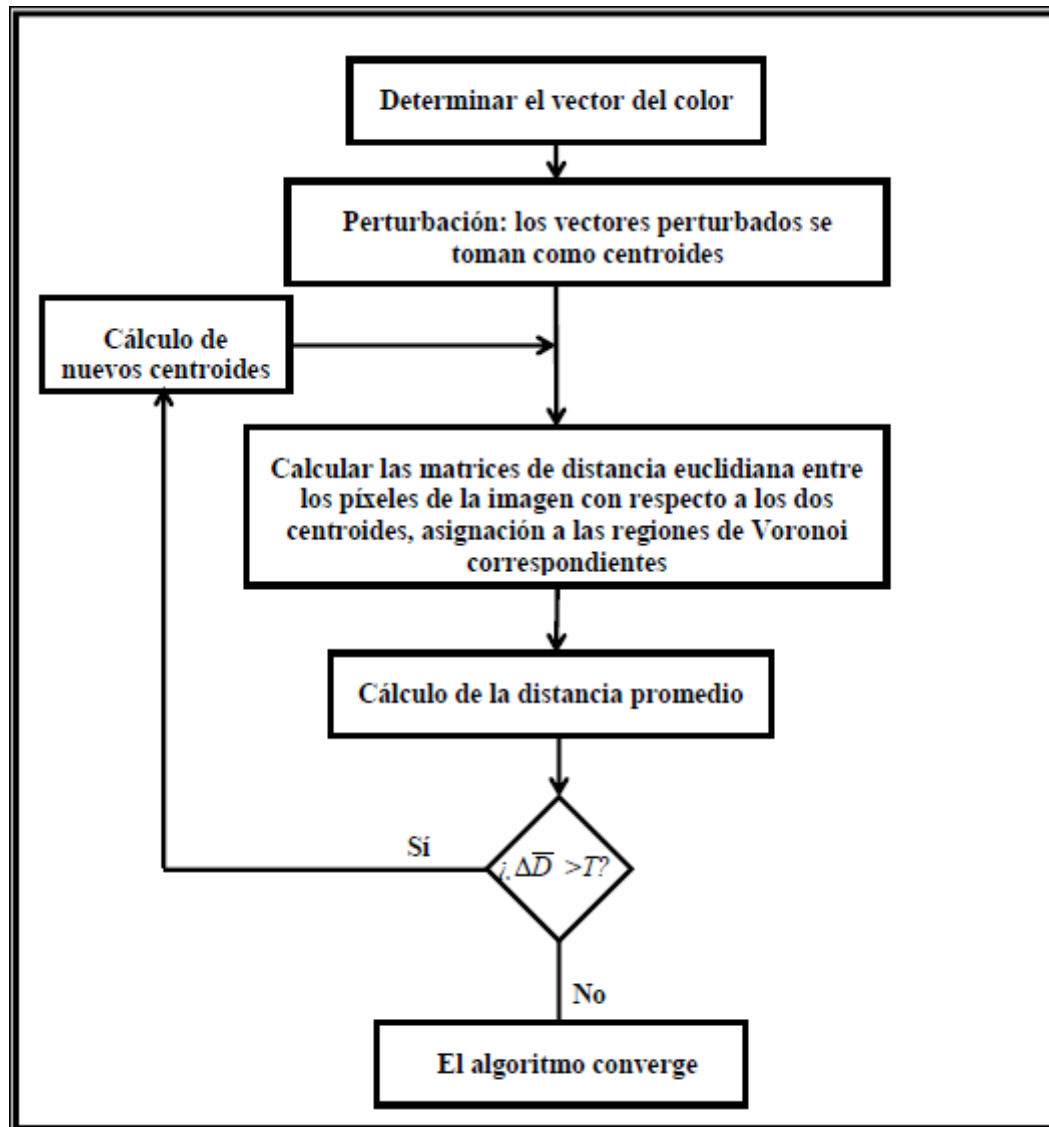 Determinar el vector del color
Perturbación: los vectores perturbados se
toman como centroides
Cálculo de
nuevos centroides
Calcular las matrices de distancia euclidiana entre
los píxeles de la imagen con respecto a los dos
centroides, asignación a las regiones de Voronoi
correspondientes
Cálculo de la distancia promedio
Sí
¿ΔD̅ >T?
No
El algoritmo converge